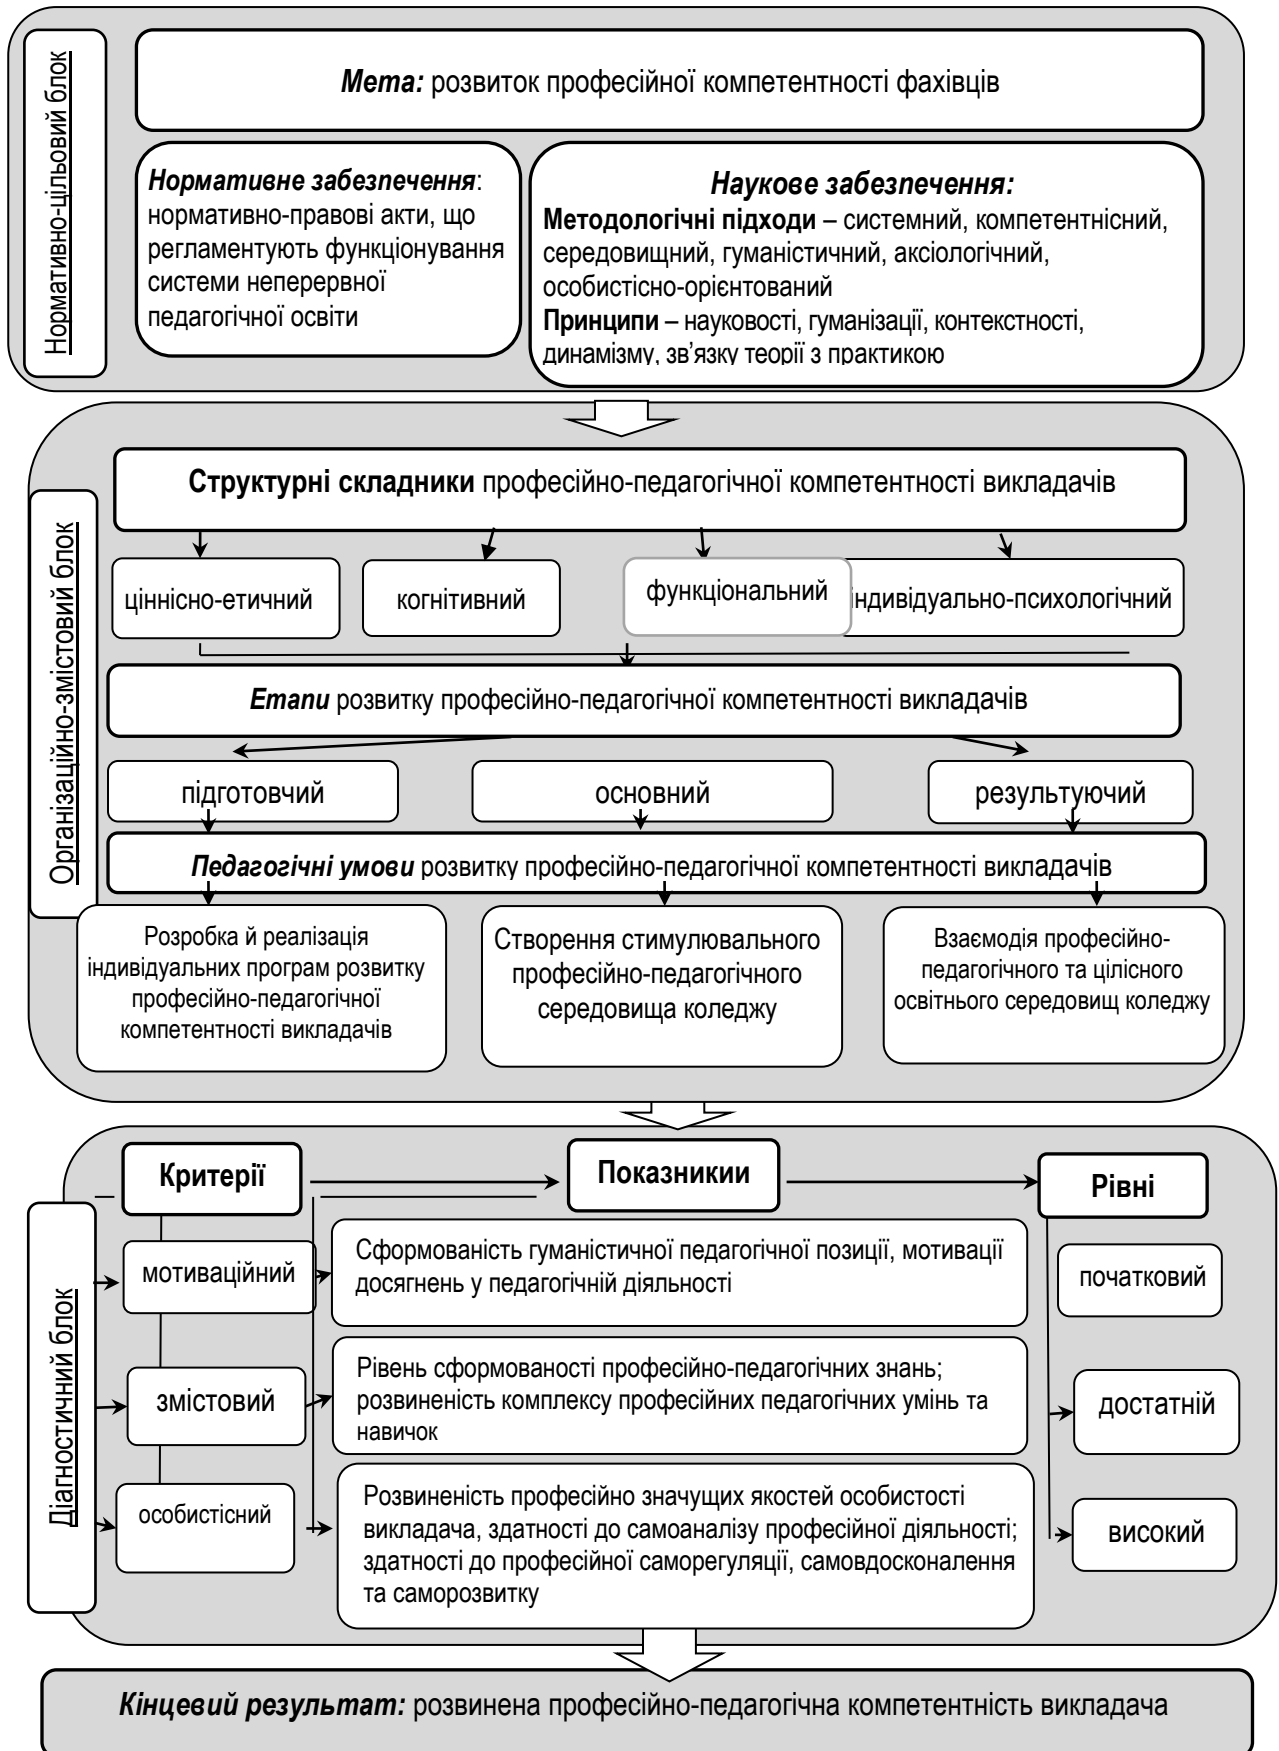 Нормативно-цільовий блок
Мета: розвиток професійної компетентності фахівців
Нормативне забезпечення:
нормативно-правові акти, що
регламентують функціонування
системи неперервної
педагогічної освіти
Наукове забезпечення:
Методологічні підходи – системний, компетентнісний,
середовищний, гуманістичний, аксіологічний,
особистісно-орієнтований
Принципи – науковості, гуманізації, контекстності,
динамізму, зв’язку теорії з практикою
Організаційно-змістовий блок
Структурні складники професійно-педагогічної компетентності викладачів
ціннісно-етичний
когнітивний
функціональний
індивідуально-психологічний
Етапи розвитку професійно-педагогічної компетентності викладачів
підготовчий
основний
результуючий
Педагогічні умови розвитку професійно-педагогічної компетентності викладачів
Розробка й реалізація
індивідуальних програм розвитку
професійно-педагогічної
компетентності викладачів
Створення стимулювального
професійно-педагогічного
середовища коледжу
Взаємодія професійно-
педагогічного та цілісного
освітнього середовищ коледжу
Діагностичний блок
Критерії
Показникии
Рівні
мотиваційний
Сформованість гуманістичної педагогічної позиції, мотивації
досягнень у педагогічній діяльності
початковий
змістовий
Рівень сформованості професійно-педагогічних знань;
розвиненість комплексу професійних педагогічних умінь та
навичок
достатній
особистісний
Розвиненість професійно значущих якостей особистості
викладача, здатності до самоаналізу професійної діяльності;
здатності до професійної саморегуляції, самовдосконалення
та саморозвитку
високий
Кінцевий результат: розвинена професійно-педагогічна компетентність викладача